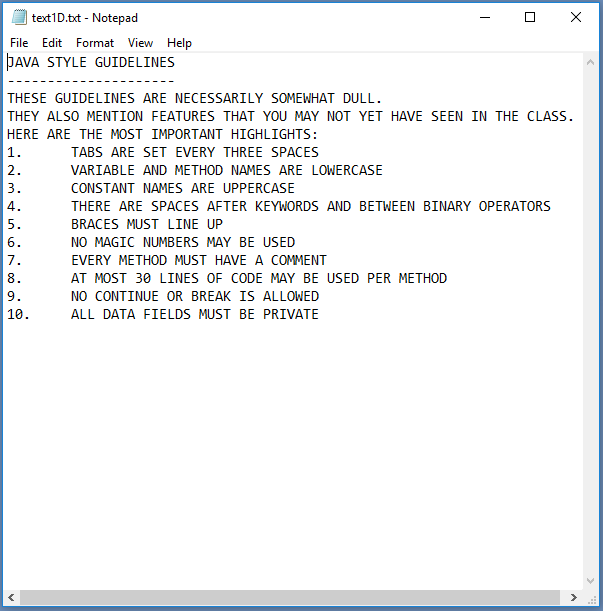 text1D.txt - Notepad
File Edit Format View Help
JAVA STYLE GUIDELINES
---------------------
THESE GUIDELINES ARE NECESSARILY SOMEWHAT DULL.
THEY ALSO MENTION FEATURES THAT YOU MAY NOT YET HAVE SEEN IN THE CLASS.
HERE ARE THE MOST IMPORTANT HIGHLIGHTS:
1. TABS ARE SET EVERY THREE SPACES
2. VARIABLE AND METHOD NAMES ARE LOWERCASE
3. CONSTANT NAMES ARE UPPERCASE
4. THERE ARE SPACES AFTER KEYWORDS AND BETWEEN BINARY OPERATORS
5. BRACES MUST LINE UP
6. NO MAGIC NUMBERS MAY BE USED
7. EVERY METHOD MUST HAVE A COMMENT
8. AT MOST 30 LINES OF CODE MAY BE USED PER METHOD
9. NO CONTINUE OR BREAK IS ALLOWED
10. ALL DATA FIELDS MUST BE PRIVATE